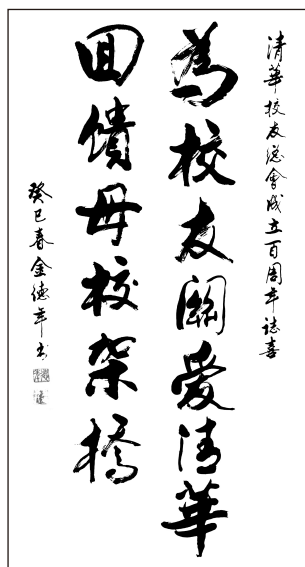 清華校友總會成立百周年誌喜
為校友關愛清華
回饋母校架橋
癸巳春金德年书